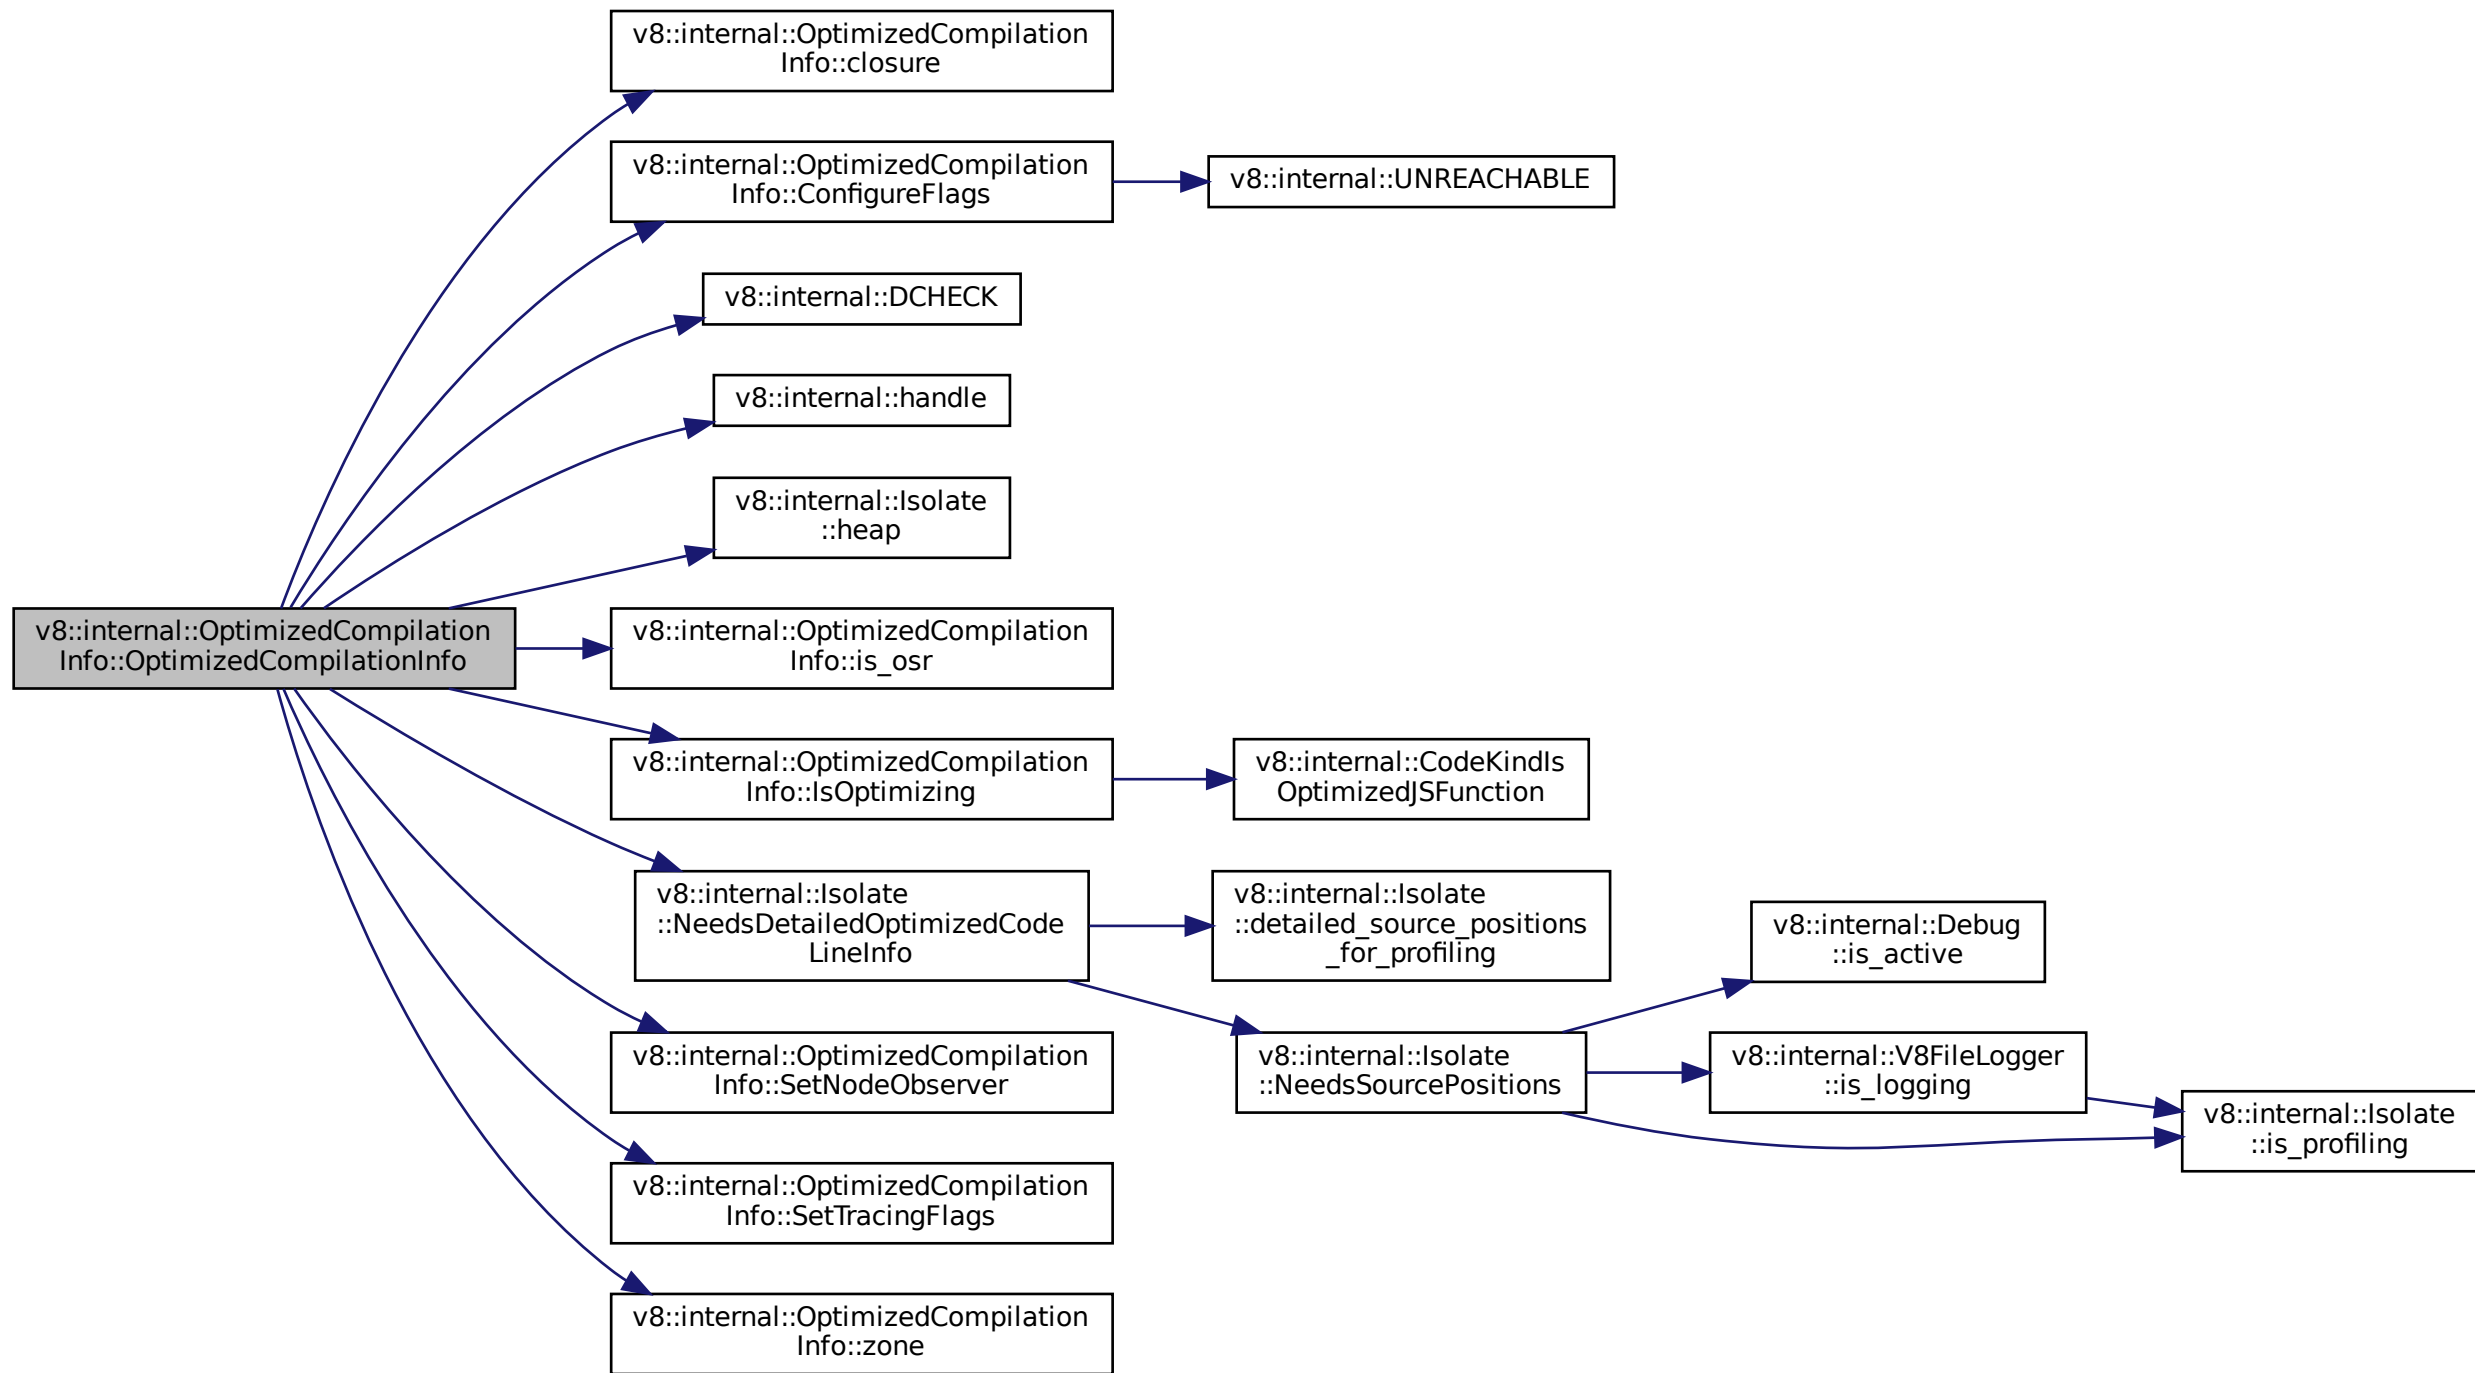 v8::internal::OptimizedCompilation
Info::OptimizedCompilationInfo
v8::internal::OptimizedCompilation
Info::closure
v8::internal::OptimizedCompilation
Info::ConfigureFlags
v8::internal::UNREACHABLE
v8::internal::DCHECK
v8::internal::handle
v8::internal::Isolate
::heap
v8::internal::OptimizedCompilation
Info::is_osr
v8::internal::OptimizedCompilation
Info::IsOptimizing
v8::internal::CodeKindIs
OptimizedJSFunction
v8::internal::Isolate
::NeedsDetailedOptimizedCode
LineInfo
v8::internal::Isolate
::detailed_source_positions
_for_profiling
v8::internal::Isolate
::NeedsSourcePositions
v8::internal::Debug
::is_active
v8::internal::V8FileLogger
::is_logging
v8::internal::Isolate
::is_profiling
v8::internal::OptimizedCompilation
Info::SetNodeObserver
v8::internal::OptimizedCompilation
Info::SetTracingFlags
v8::internal::OptimizedCompilation
Info::zone